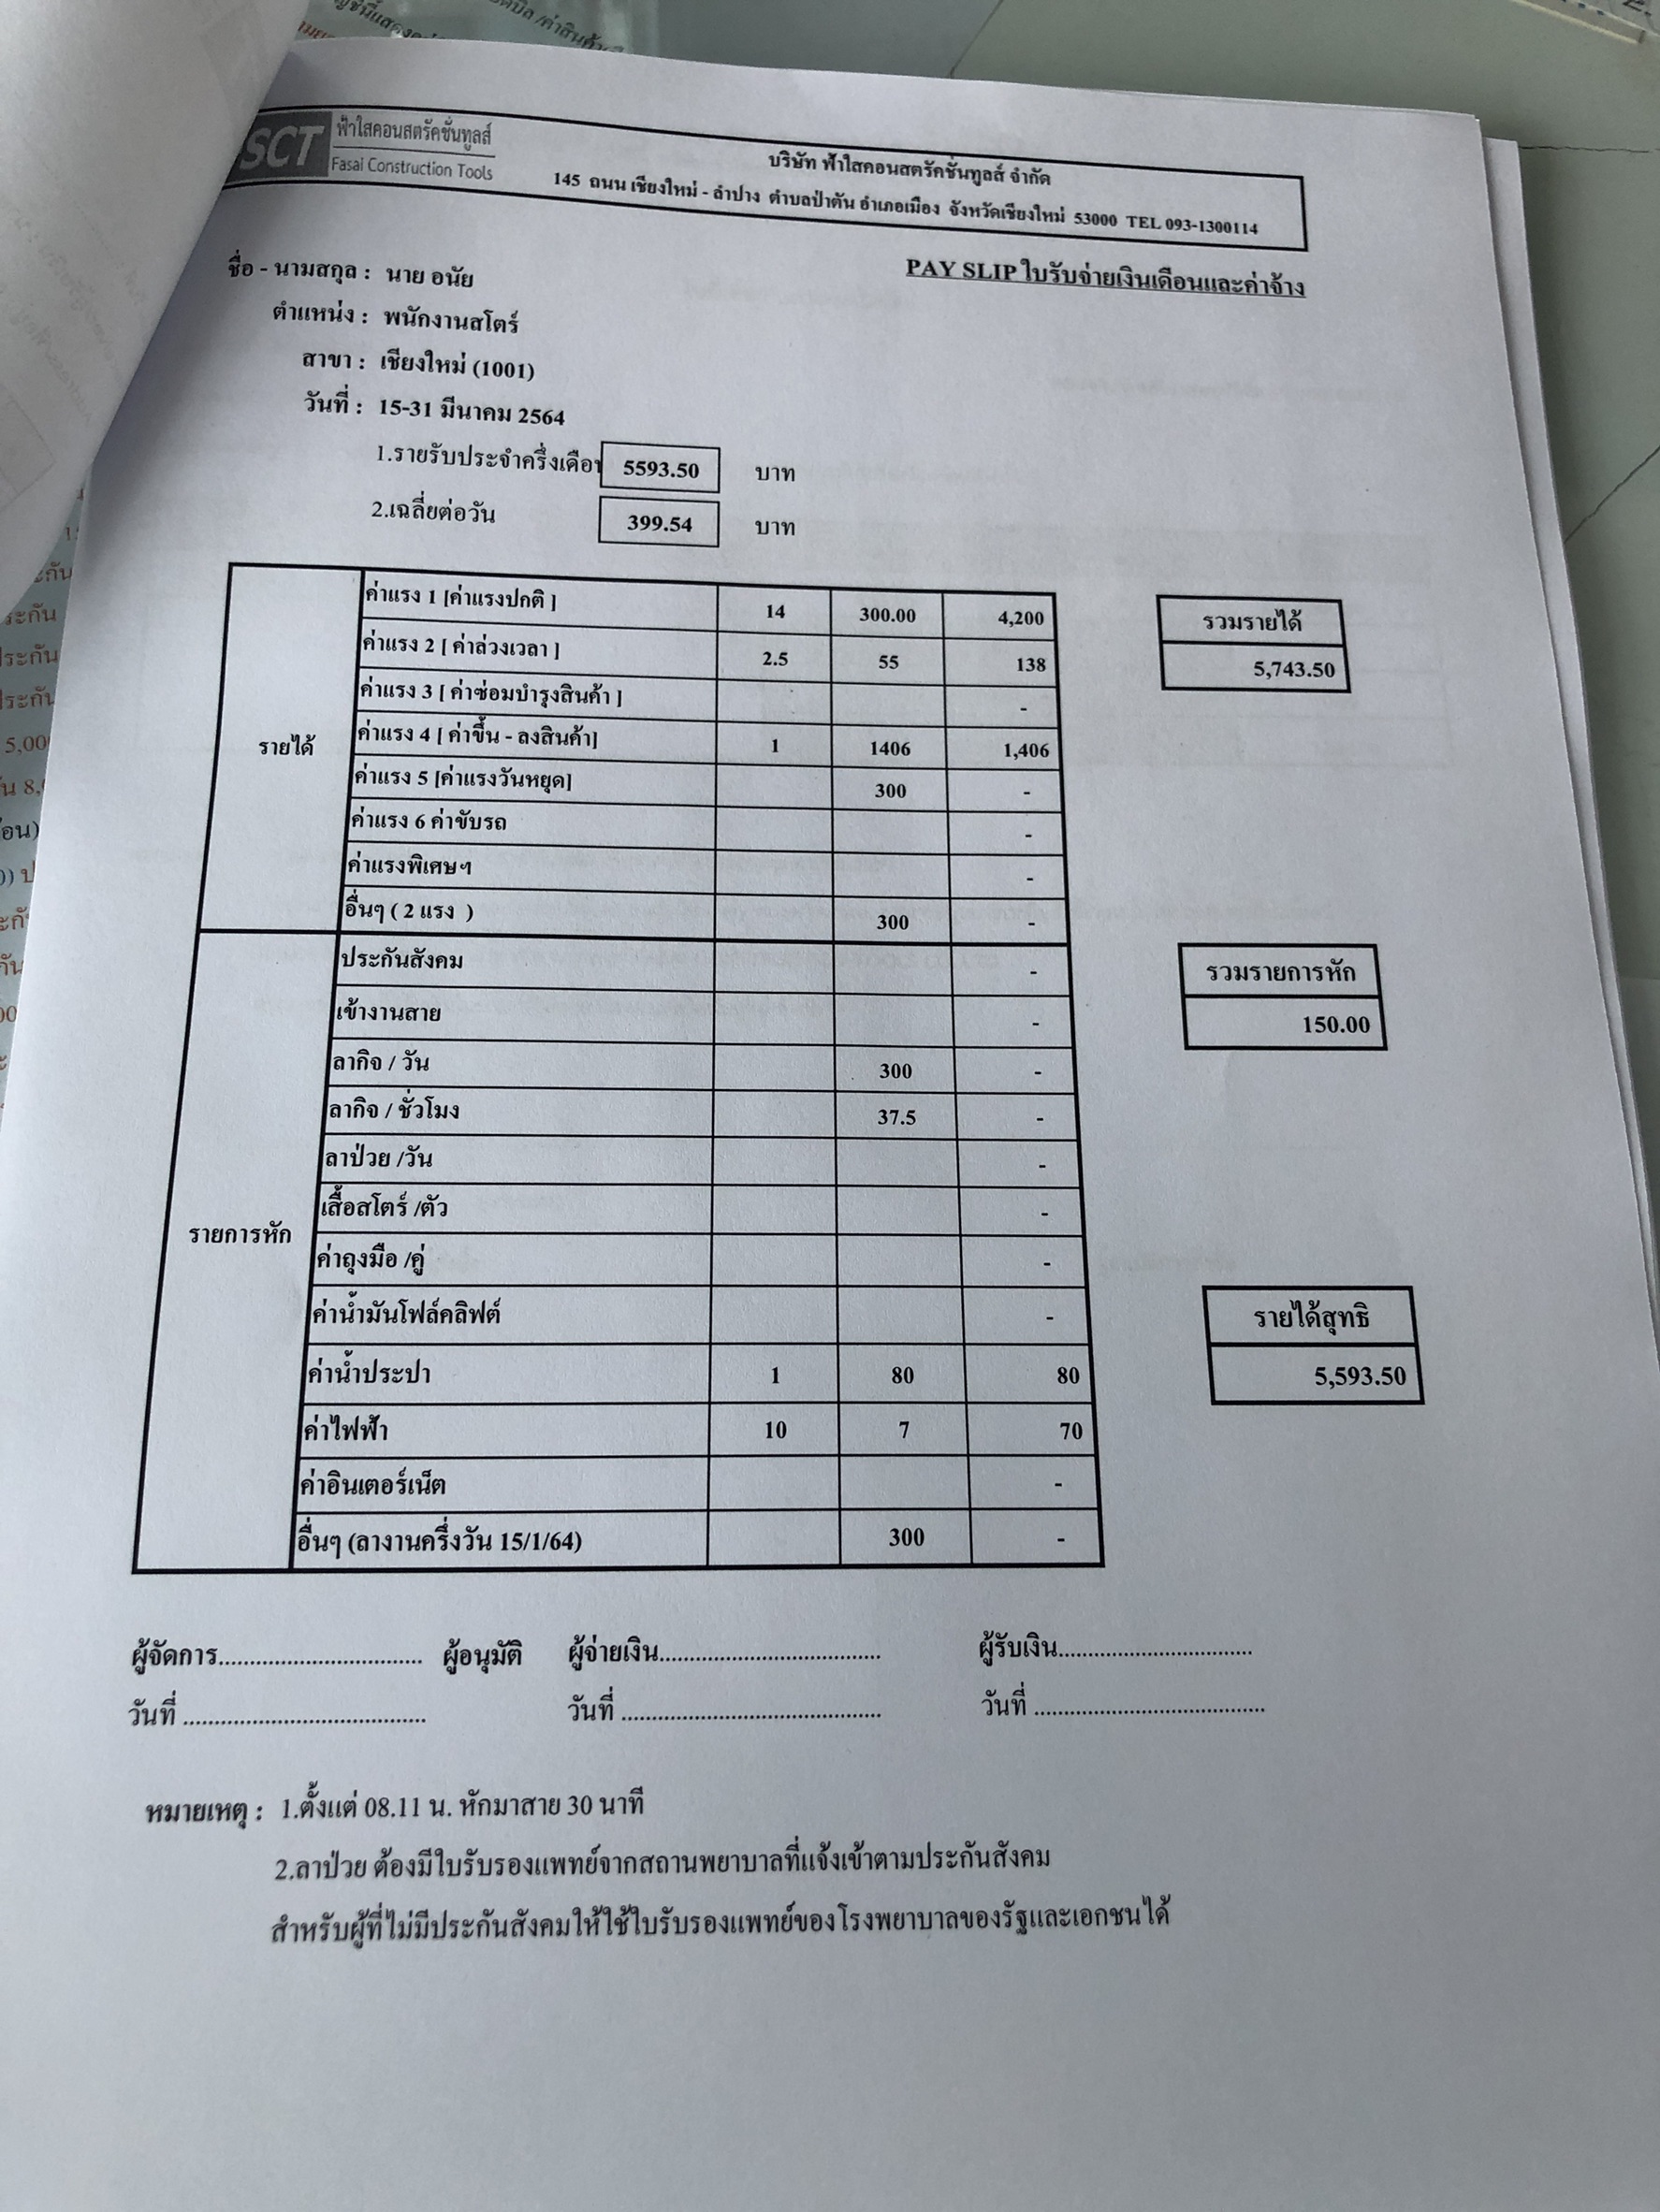 SCT ฟ้าใสคอนสตรัคชั่นทูลส์
Fasai Construction Tools
บริษัท ฟ้าใสคอนสตรัคชั่นทูลส์ จำกัด
145 ถนน เชียงใหม่ - ลำปาง ตำบลป่าตัน อำเภอเมือง จังหวัดเชียงใหม่ 53000 TEL 093-1300114
PAY SLIP ใบรับจ่ายเงินเดือนและค่าจ้าง
ชื่อ - นามสกุล : นาย อนัย
ตำแหน่ง : พนักงานสโตร์
สาขา : เชียงใหม่ (1001)
วันที่ : 15-31 มีนาคม 2564
1.รายรับประจำครึ่งเดือน 5593.50 บาท
2.เฉลี่ยต่อวัน 399.54 บาท
รายได้
ค่าแรง 1 [ค่าแรงปกติ ] 14 300.00 4,200
ค่าแรง 2 [ ค่าล่วงเวลา ] 2.5 55 138
ค่าแรง 3 [ ค่าซ่อมบำรุงสินค้า ] -
ค่าแรง 4 [ ค่าขึ้น - ลงสินค้า] 1 1406 1,406
ค่าแรง 5 [ค่าแรงวันหยุด] 300 -
ค่าแรง 6 ค่าขับรถ -
ค่าแรงพิเศษฯ -
อื่นๆ ( 2 แรง ) 300 -
รวมรายได้
5,743.50
รายการหัก
ประกันสังคม -
เข้างานสาย -
ลากิจ / วัน 300 -
ลากิจ / ชั่วโมง 37.5 -
ลาป่วย /วัน -
เสื้อสโตร์ /ตัว -
ค่าถุงมือ /คู่ -
ค่าน้ำมันโฟล์คลิฟต์ -
ค่าน้ำประปา 1 80 80
ค่าไฟฟ้า 10 7 70
ค่าอินเตอร์เน็ต -
อื่นๆ (ลางานครึ่งวัน 15/1/64) 300 -
รวมรายการหัก
150.00
รายได้สุทธิ
5,593.50
ผู้จัดการ................................ ผู้อนุมัติ ผู้จ่ายเงิน................................... ผู้รับเงิน...............................
วันที่ ...................................... วันที่ ......................................... วันที่ .....................................
หมายเหตุ : 1.ตั้งแต่ 08.11 น. หักมาสาย 30 นาที
2.ลาป่วย ต้องมีใบรับรองแพทย์จากสถานพยาบาลที่แจ้งเข้าตามประกันสังคม
สำหรับผู้ที่ไม่มีประกันสังคมให้ใช้ใบรับรองแพทย์ของโรงพยาบาลของรัฐและเอกชนได้